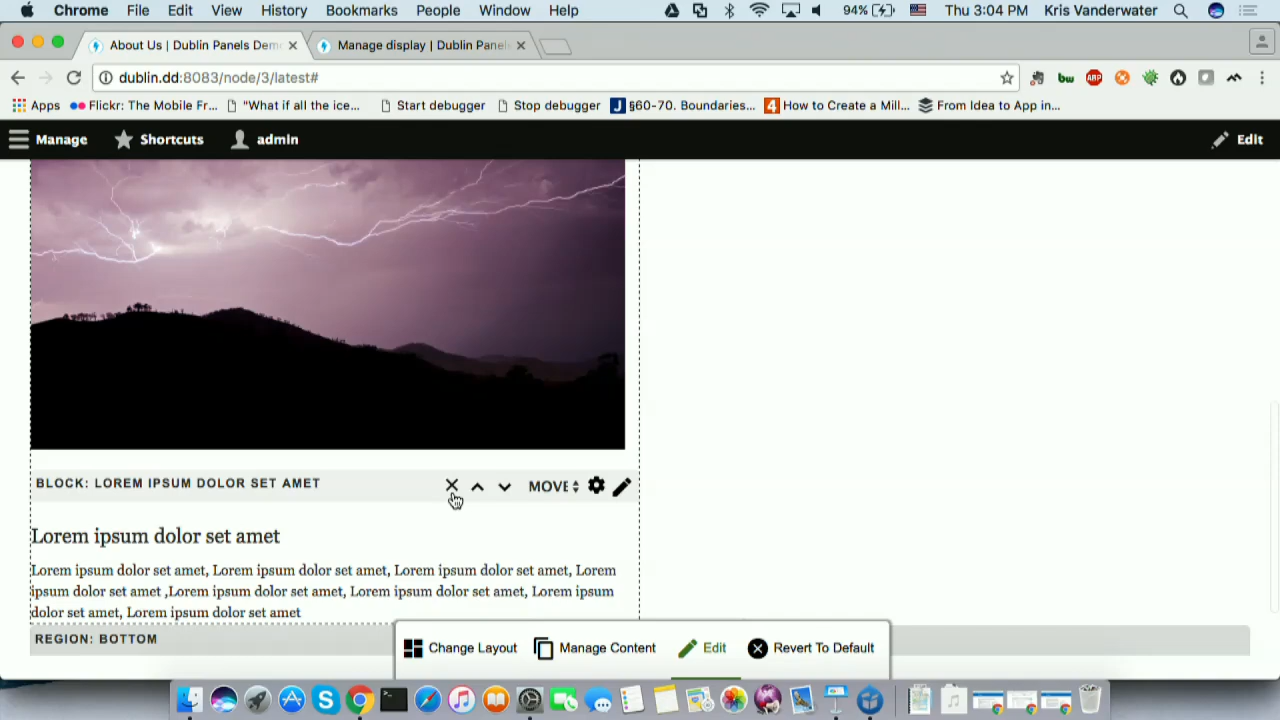 Chrome File Edit View History Bookmarks People Window Help 94% Thu 3:04 PM Kris Vanderwater
About Us | Dublin Panels Dem Manage display | Dublin Panel
dublin.dd:8083/node/3/latest#
Apps Flickr: The Mobile Fr... "What if all the ice... Start debugger Stop debugger J §60-70. Boundaries... 4 How to Create a Mill... From Idea to App in...
Manage Shortcuts admin Edit
BLOCK: LOREM IPSUM DOLOR SET AMET MOVE
Lorem ipsum dolor set amet
Lorem ipsum dolor set amet, Lorem ipsum dolor set amet, Lorem ipsum dolor set amet, Lorem
ipsum dolor set amet ,Lorem ipsum dolor set amet, Lorem ipsum dolor set amet, Lorem ipsum
dolor set amet, Lorem ipsum dolor set amet
REGION: BOTTOM
Change Layout Manage Content Edit Revert To Default